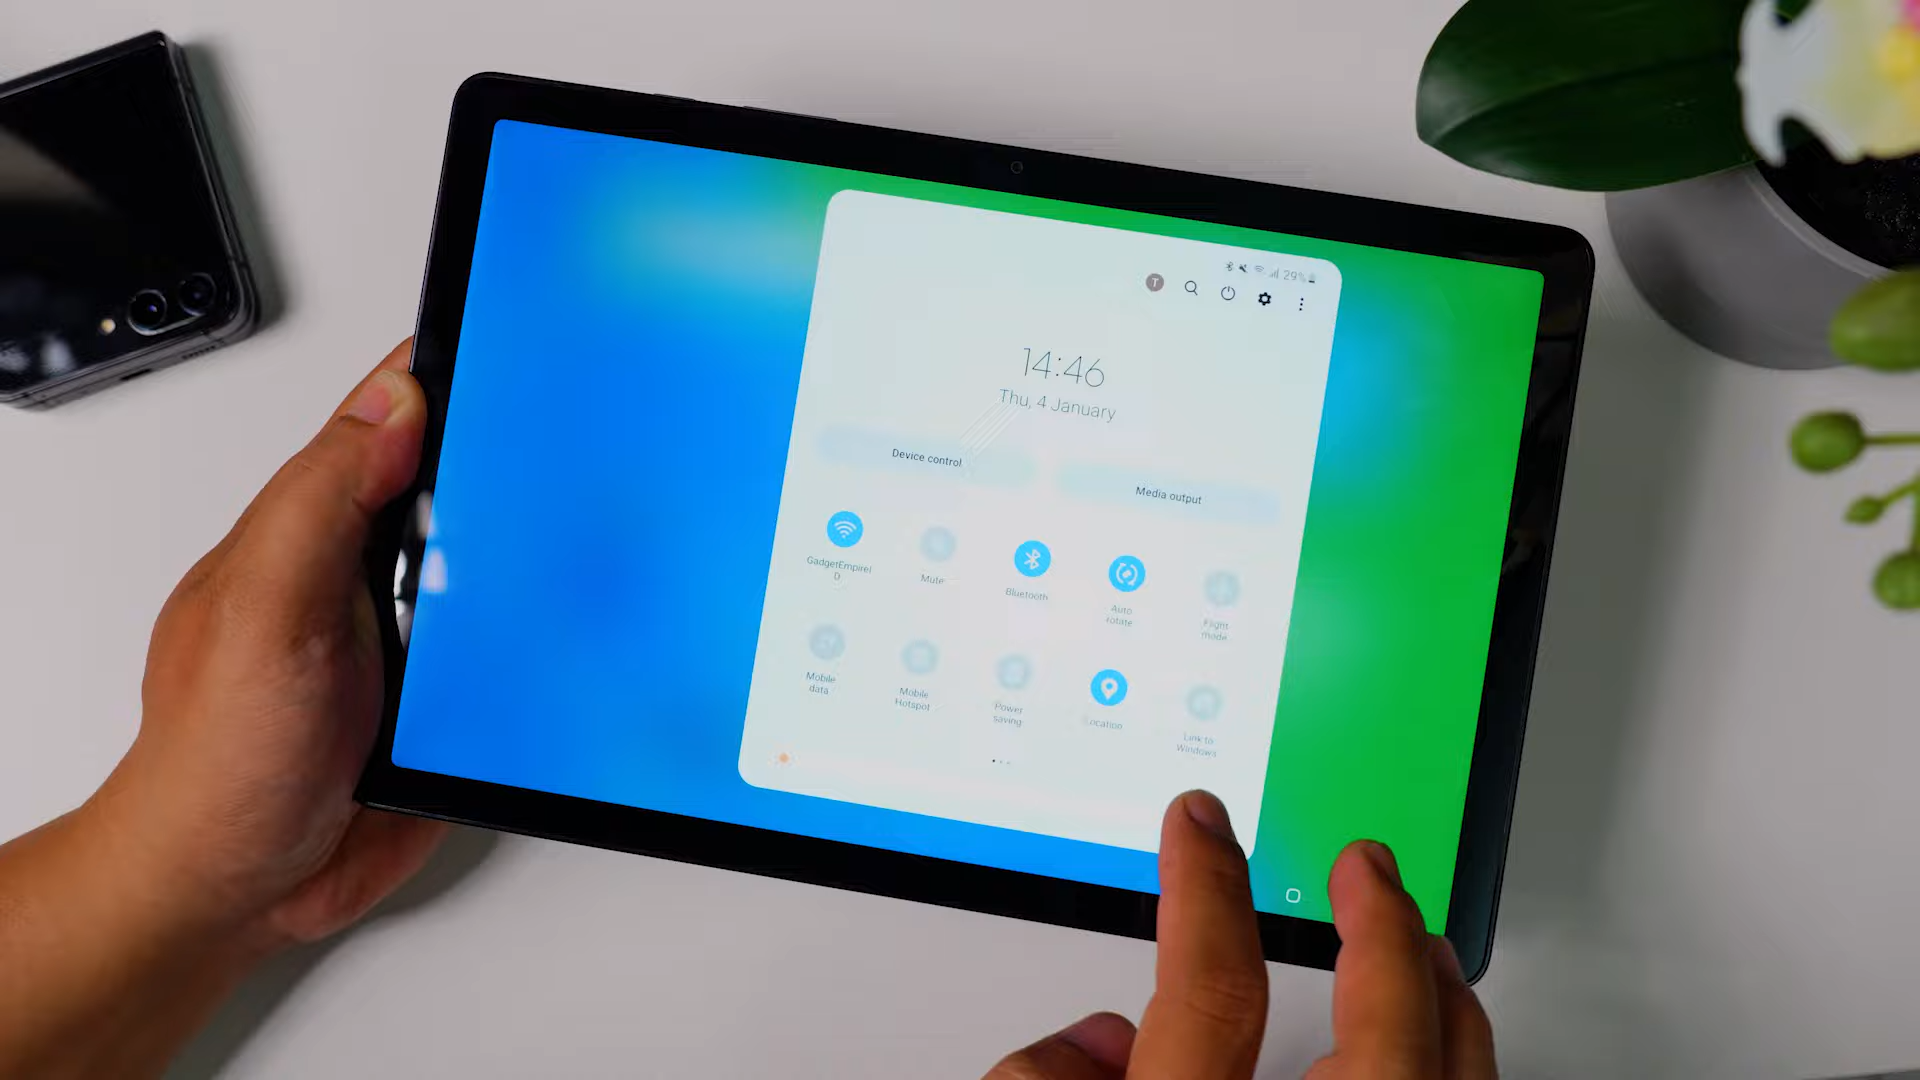 29%
T
14:46
Thu, 4 January
Device control
Media output
GadgetEmpireI
D
Mute
Bluetooth
Auto
rotate
Flight
mode
Mobile
data
Mobile
Hotspot
Power
saving
Location
Link to
Windows